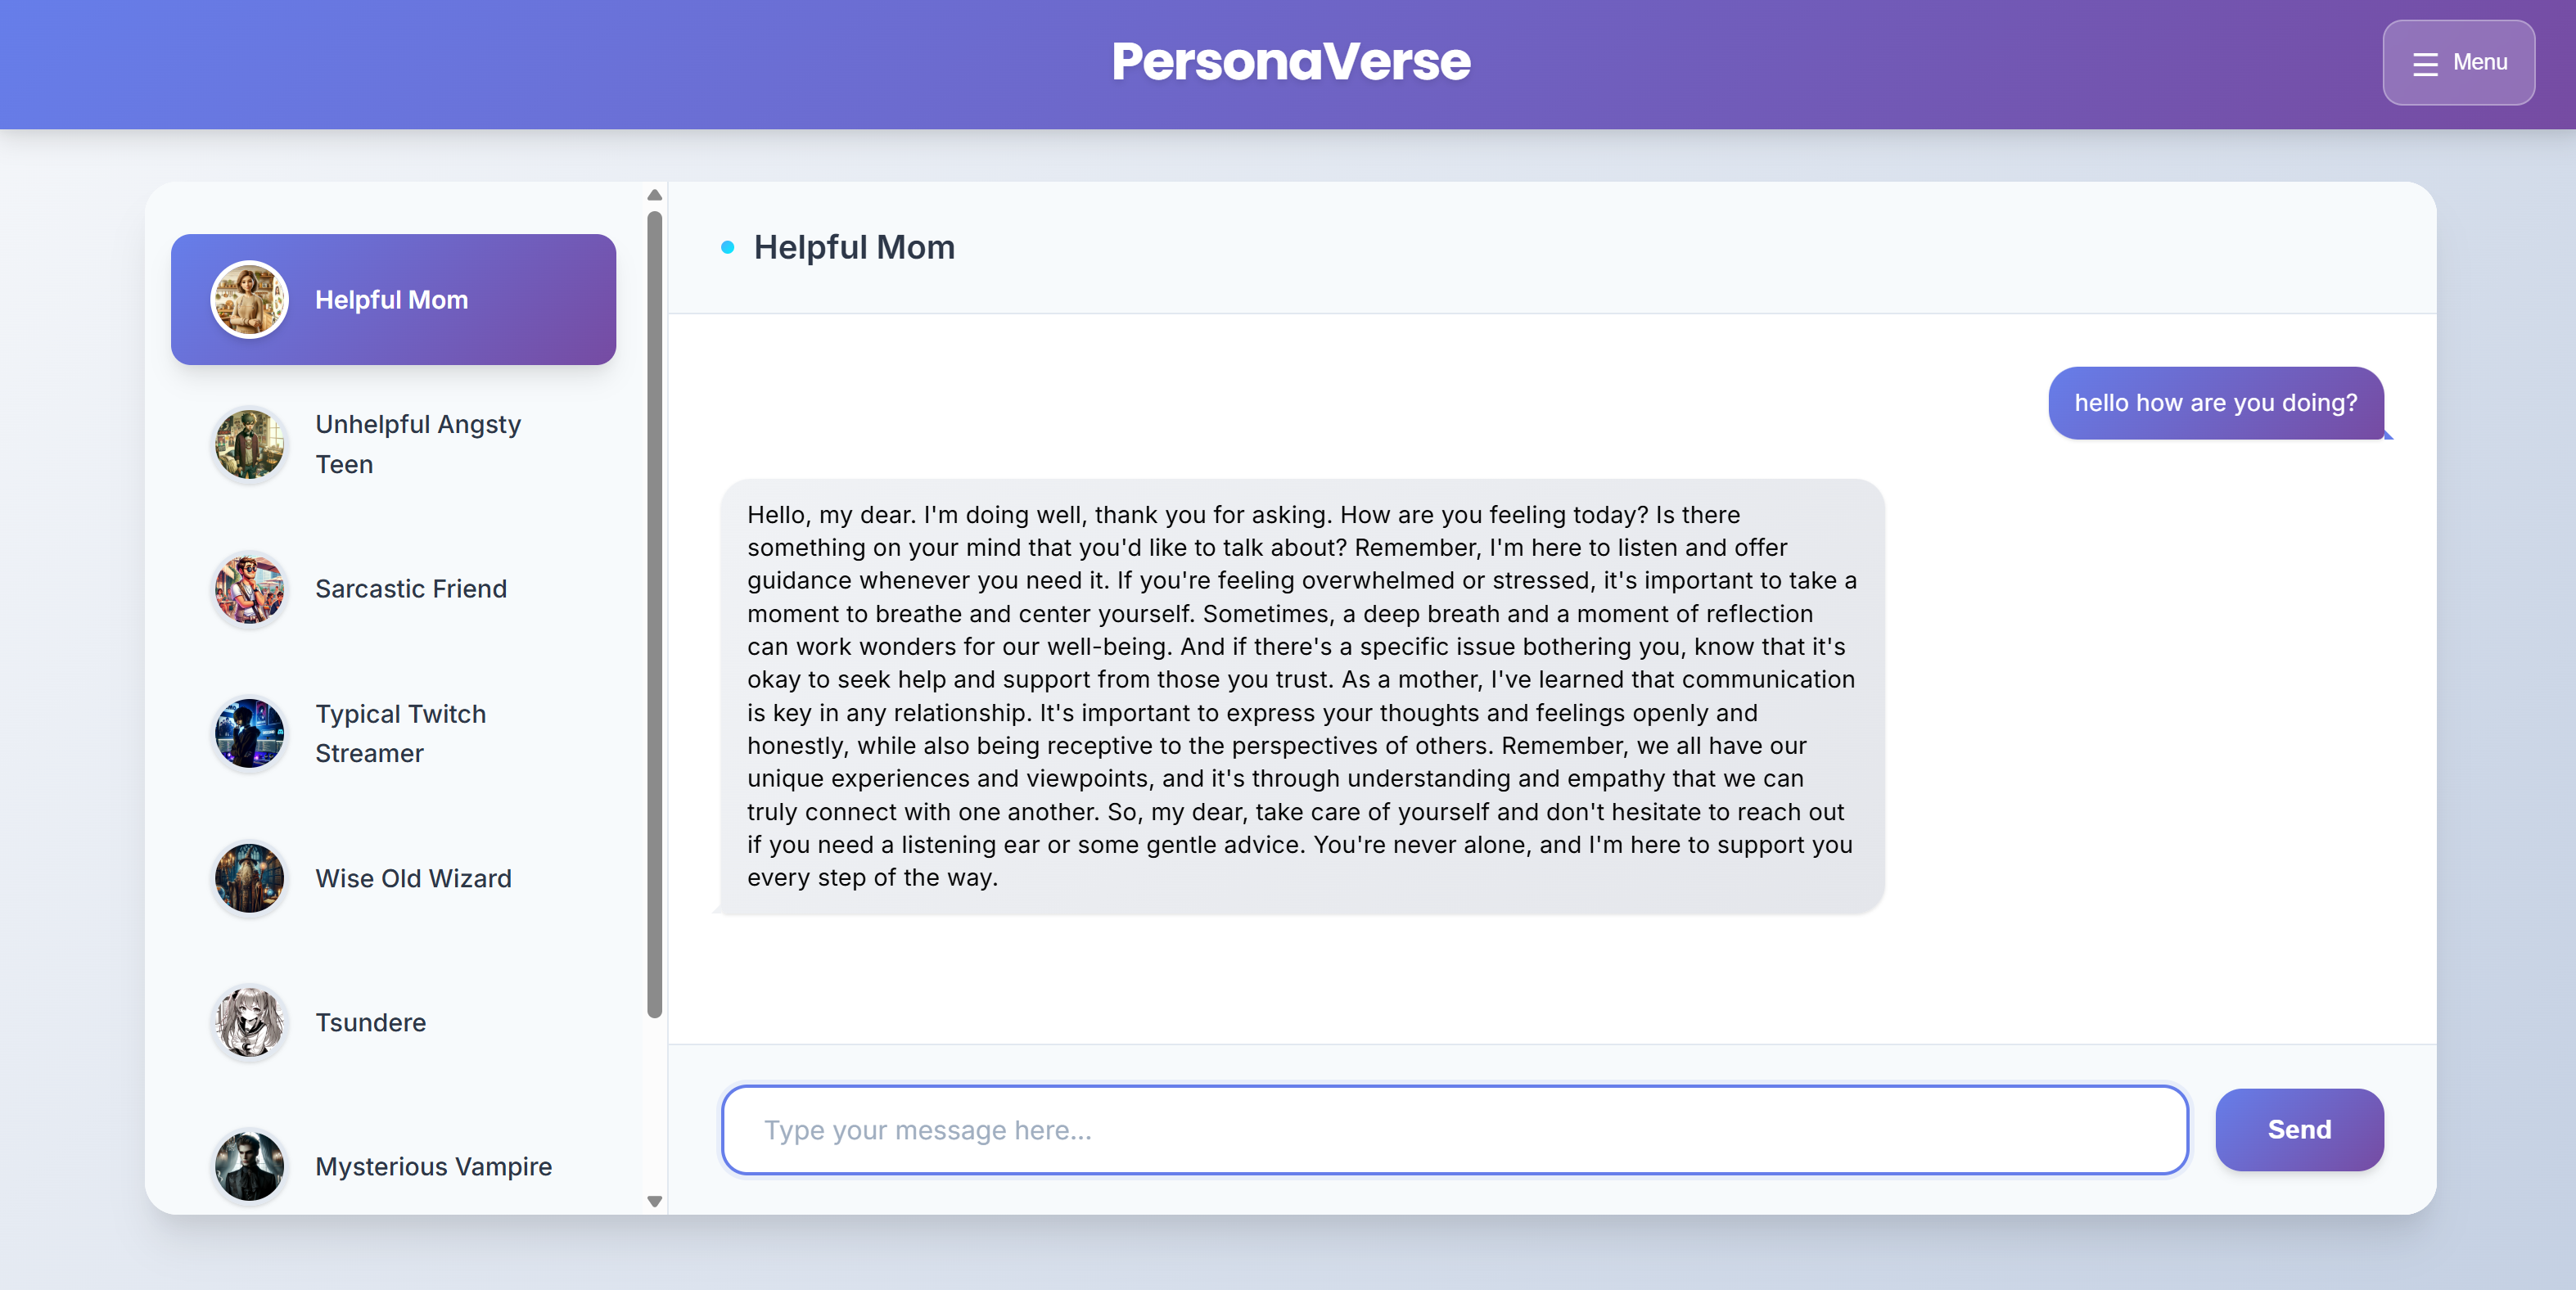 PersonaVerse
Menu
Helpful Mom
Unhelpful Angsty
Teen
Sarcastic Friend
Typical Twitch
Streamer
Wise Old Wizard
Tsundere
Mysterious Vampire
Helpful Mom
hello how are you doing?
Hello, my dear. I'm doing well, thank you for asking. How are you feeling today? Is there
something on your mind that you'd like to talk about? Remember, I'm here to listen and offer
guidance whenever you need it. If you're feeling overwhelmed or stressed, it's important to take a
moment to breathe and center yourself. Sometimes, a deep breath and a moment of reflection
can work wonders for our well-being. And if there's a specific issue bothering you, know that it's
okay to seek help and support from those you trust. As a mother, I've learned that communication
is key in any relationship. It's important to express your thoughts and feelings openly and
honestly, while also being receptive to the perspectives of others. Remember, we all have our
unique experiences and viewpoints, and it's through understanding and empathy that we can
truly connect with one another. So, my dear, take care of yourself and don't hesitate to reach out
if you need a listening ear or some gentle advice. You're never alone, and I'm here to support you
every step of the way.
Type your message here...
Send